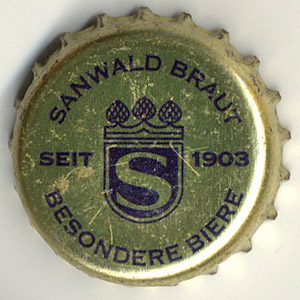 SANWALD BRAUT
SEIT S 1903
BESONDERE BIERE